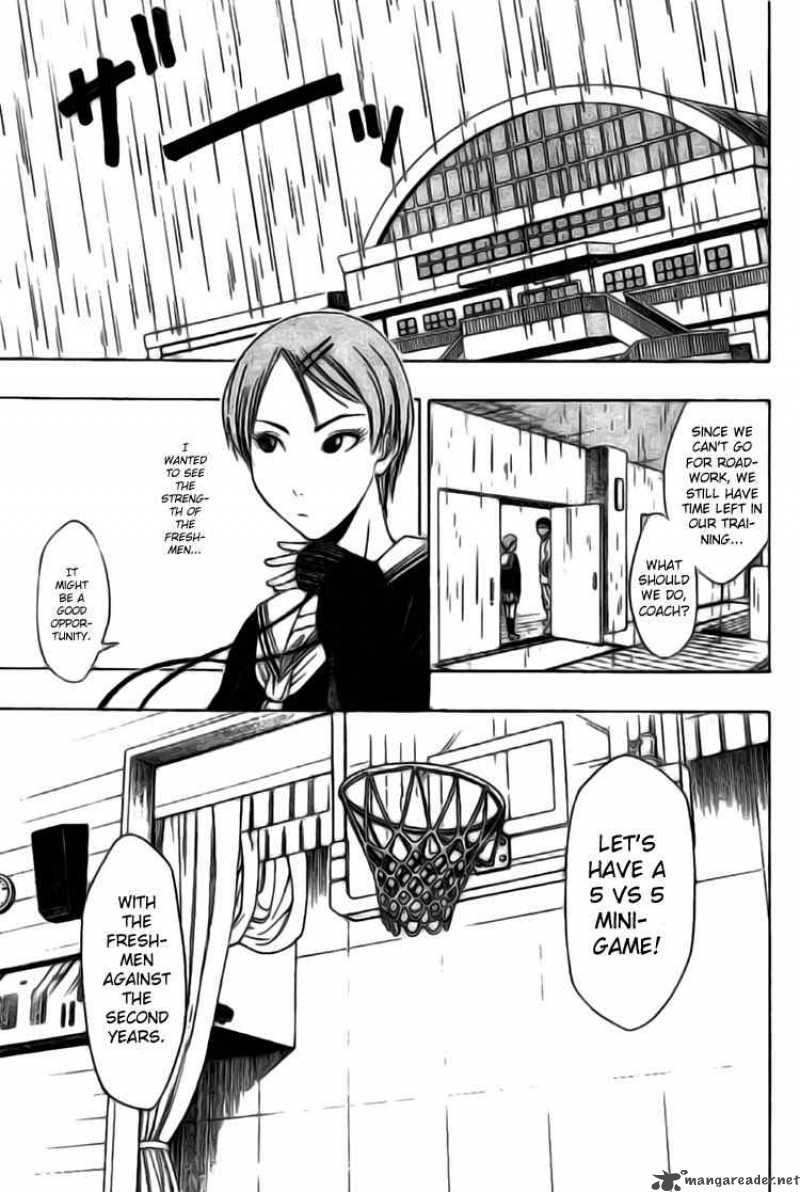 ザーッ
SINCE WE
CAN'T GO
FOR ROAD-
WORK, WE
STILL HAVE
TIME LEFT IN
OUR TRAI-
NING...
WHAT
SHOULD
WE DO,
COACH?
I
WANTED
TO SEE
THE
STRENG-
TH OF
THE
FRESH-
MEN...
IT
MIGHT
BE A
GOOD
OPPOR-
TUNITY.
LET'S
HAVE A
5 VS 5
MINI-
GAME!
WITH
THE
FRESH-
MEN
AGAINST
THE
SECOND
YEARS.
mangareader.net